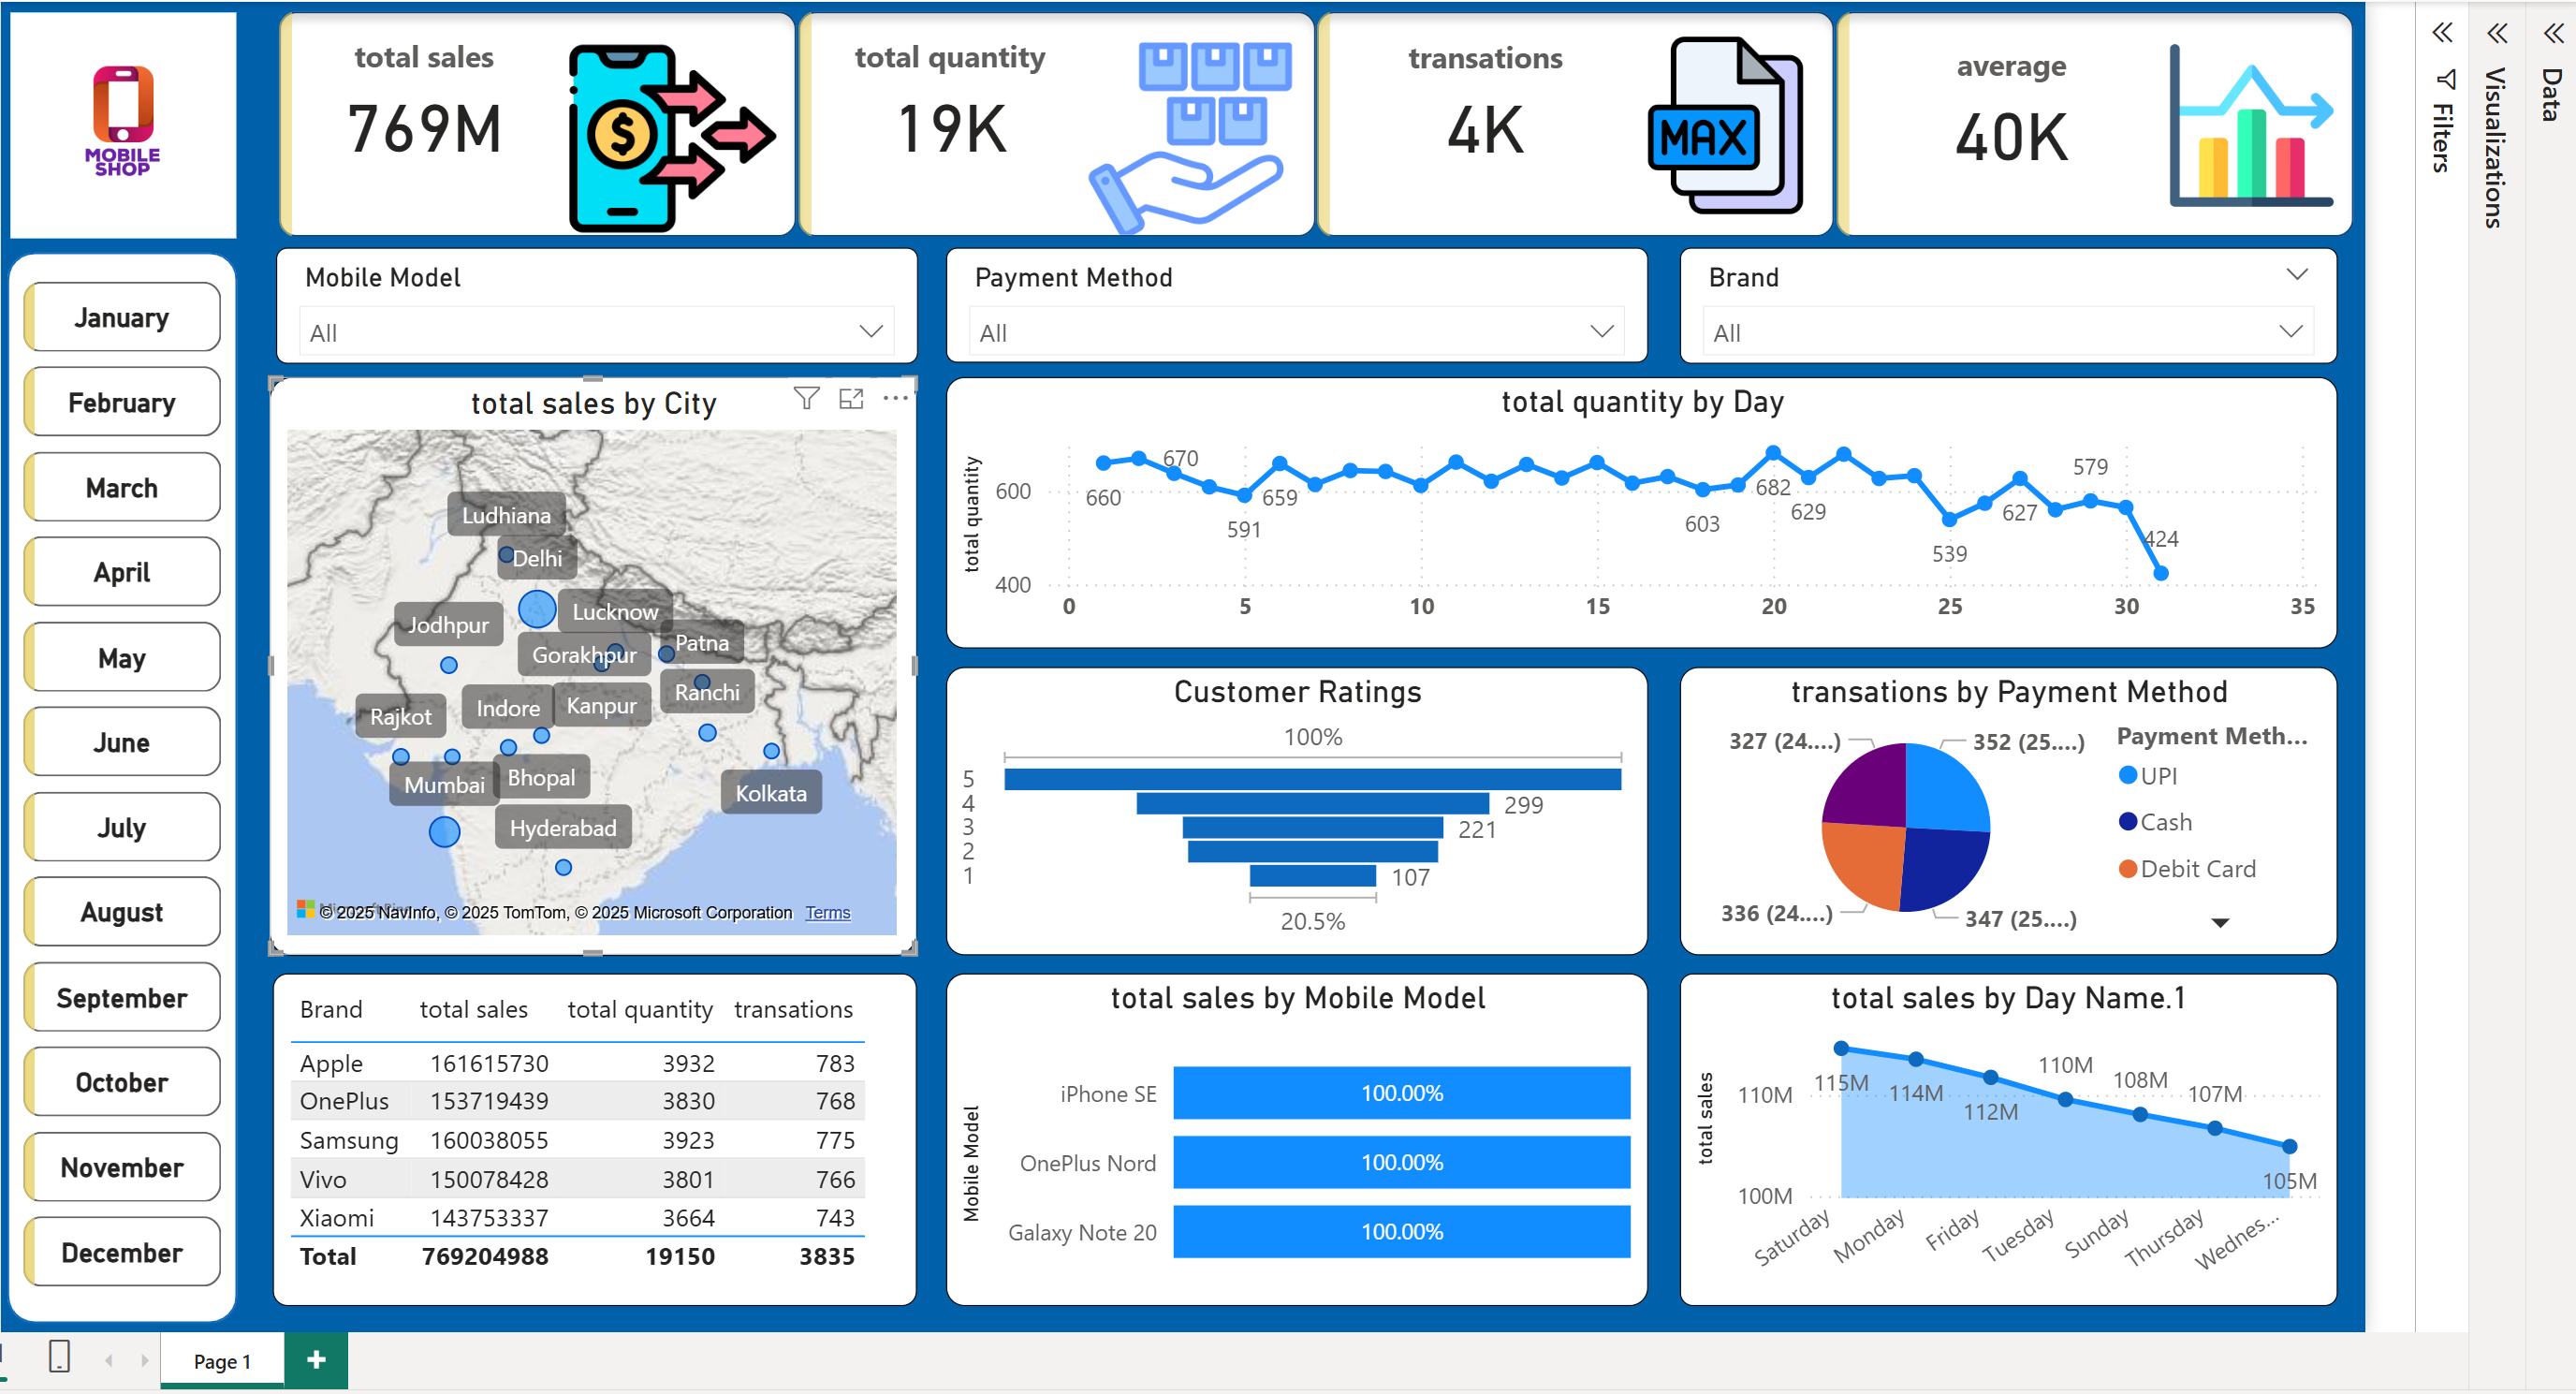 MOBILE
SHOP
total sales
769M
total quantity
19K
transations
4K
MAX
average
40K
Filters
Visualizations
Data
Mobile Model
All
Payment Method
All
Brand
All
January
February
March
April
May
June
July
August
September
October
November
December
total sales by City
Ludhiana
Delhi
Lucknow
Jodhpur
Gorakhpur
Patna
Ranchi
Rajkot
Indore
Kanpur
Mumbai
Bhopal
Kolkata
Hyderabad
© 2025 NavInfo, © 2025 TomTom, © 2025 Microsoft Corporation Terms
total quantity by Day
total quantity
600
400
660
670
591
659
603
682
629
539
627
579
424
0 5 10 15 20 25 30 35
Customer Ratings
100%
5
4 299
3 221
2
1 107
20.5%
transations by Payment Method
327 (24....)
352 (25....)
336 (24....)
347 (25....)
Payment Meth...
UPI
Cash
Debit Card
Brand total sales total quantity transations
Apple 161615730 3932 783
OnePlus 153719439 3830 768
Samsung 160038055 3923 775
Vivo 150078428 3801 766
Xiaomi 143753337 3664 743
Total 769204988 19150 3835
total sales by Mobile Model
Mobile Model
iPhone SE 100.00%
OnePlus Nord 100.00%
Galaxy Note 20 100.00%
total sales by Day Name.1
total sales
110M
100M
115M
114M
112M
110M
108M
107M
105M
Saturday
Monday
Friday
Tuesday
Sunday
Thursday
Wednes...
Page 1